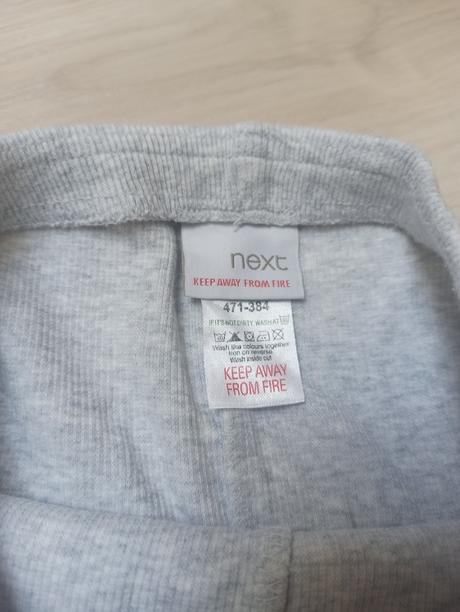 next
KEEP AWAY FROM FIRE
471-384
IF IT'S NOT DIRTY WASH AT
Wash like colours together
Iron on reverse
Wash inside out
KEEP AWAY
FROM FIRE